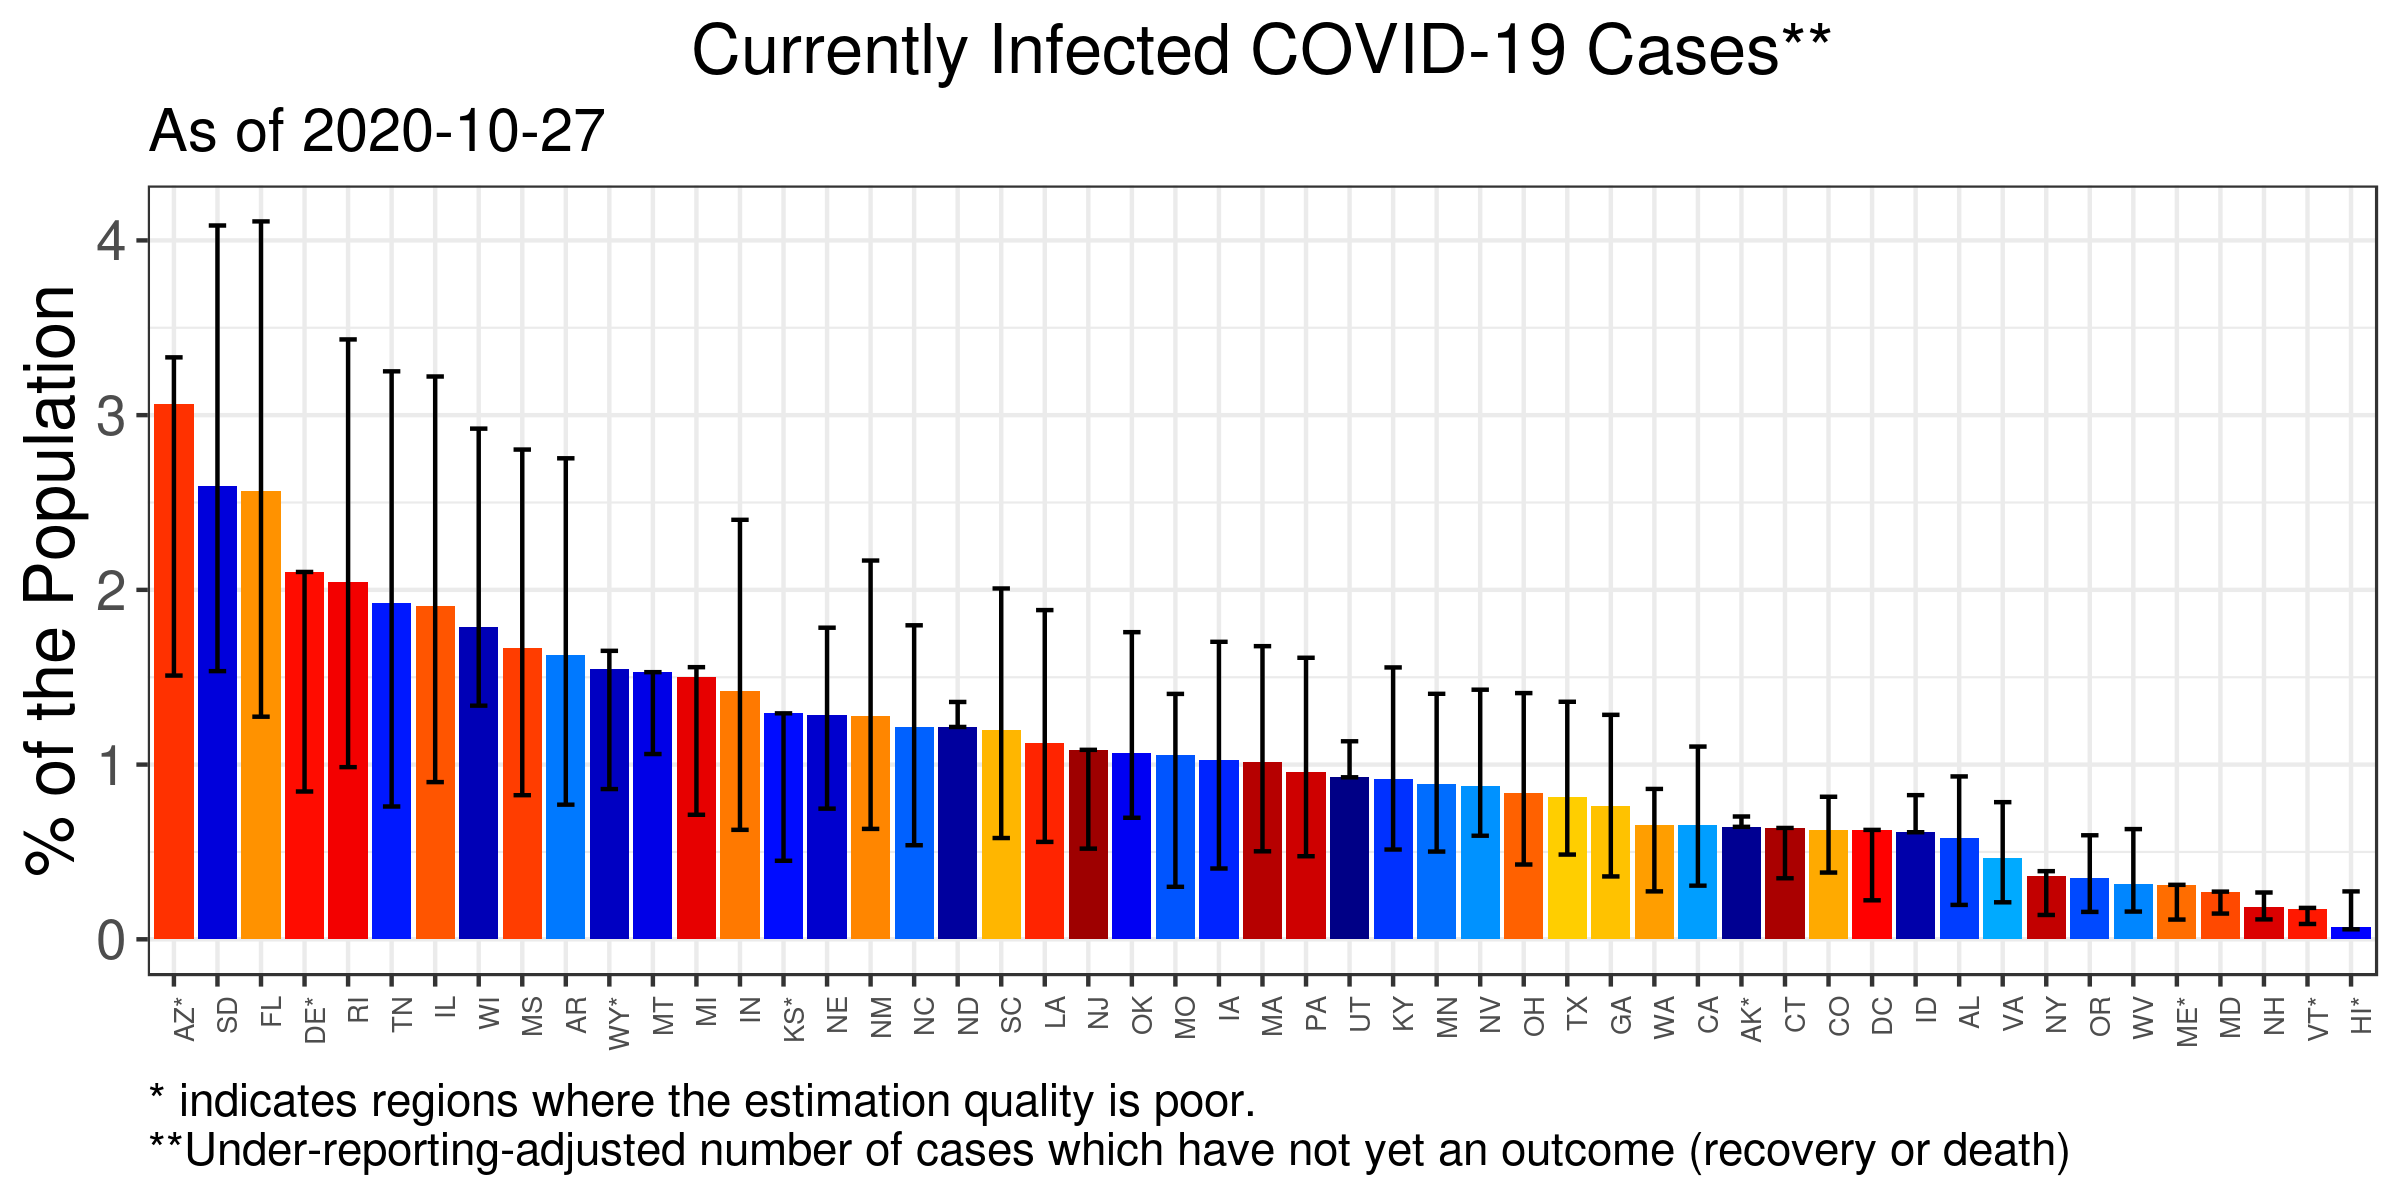 Currently Infected COVID-19 Cases**
As of 2020-10-27
% of the Population
4
3
2
1
0
AZ* SD FL DE* RI TN IL WI MS AR WY* MT MI IN KS* NE NM NC ND SC LA NJ OK MO IA MA PA UT KY MN NV OH TX GA WA CA AK* CT CO DC ID AL VA NY OR WV ME* MD NH VT* HI*
* indicates regions where the estimation quality is poor.
**Under-reporting-adjusted number of cases which have not yet an outcome (recovery or death)